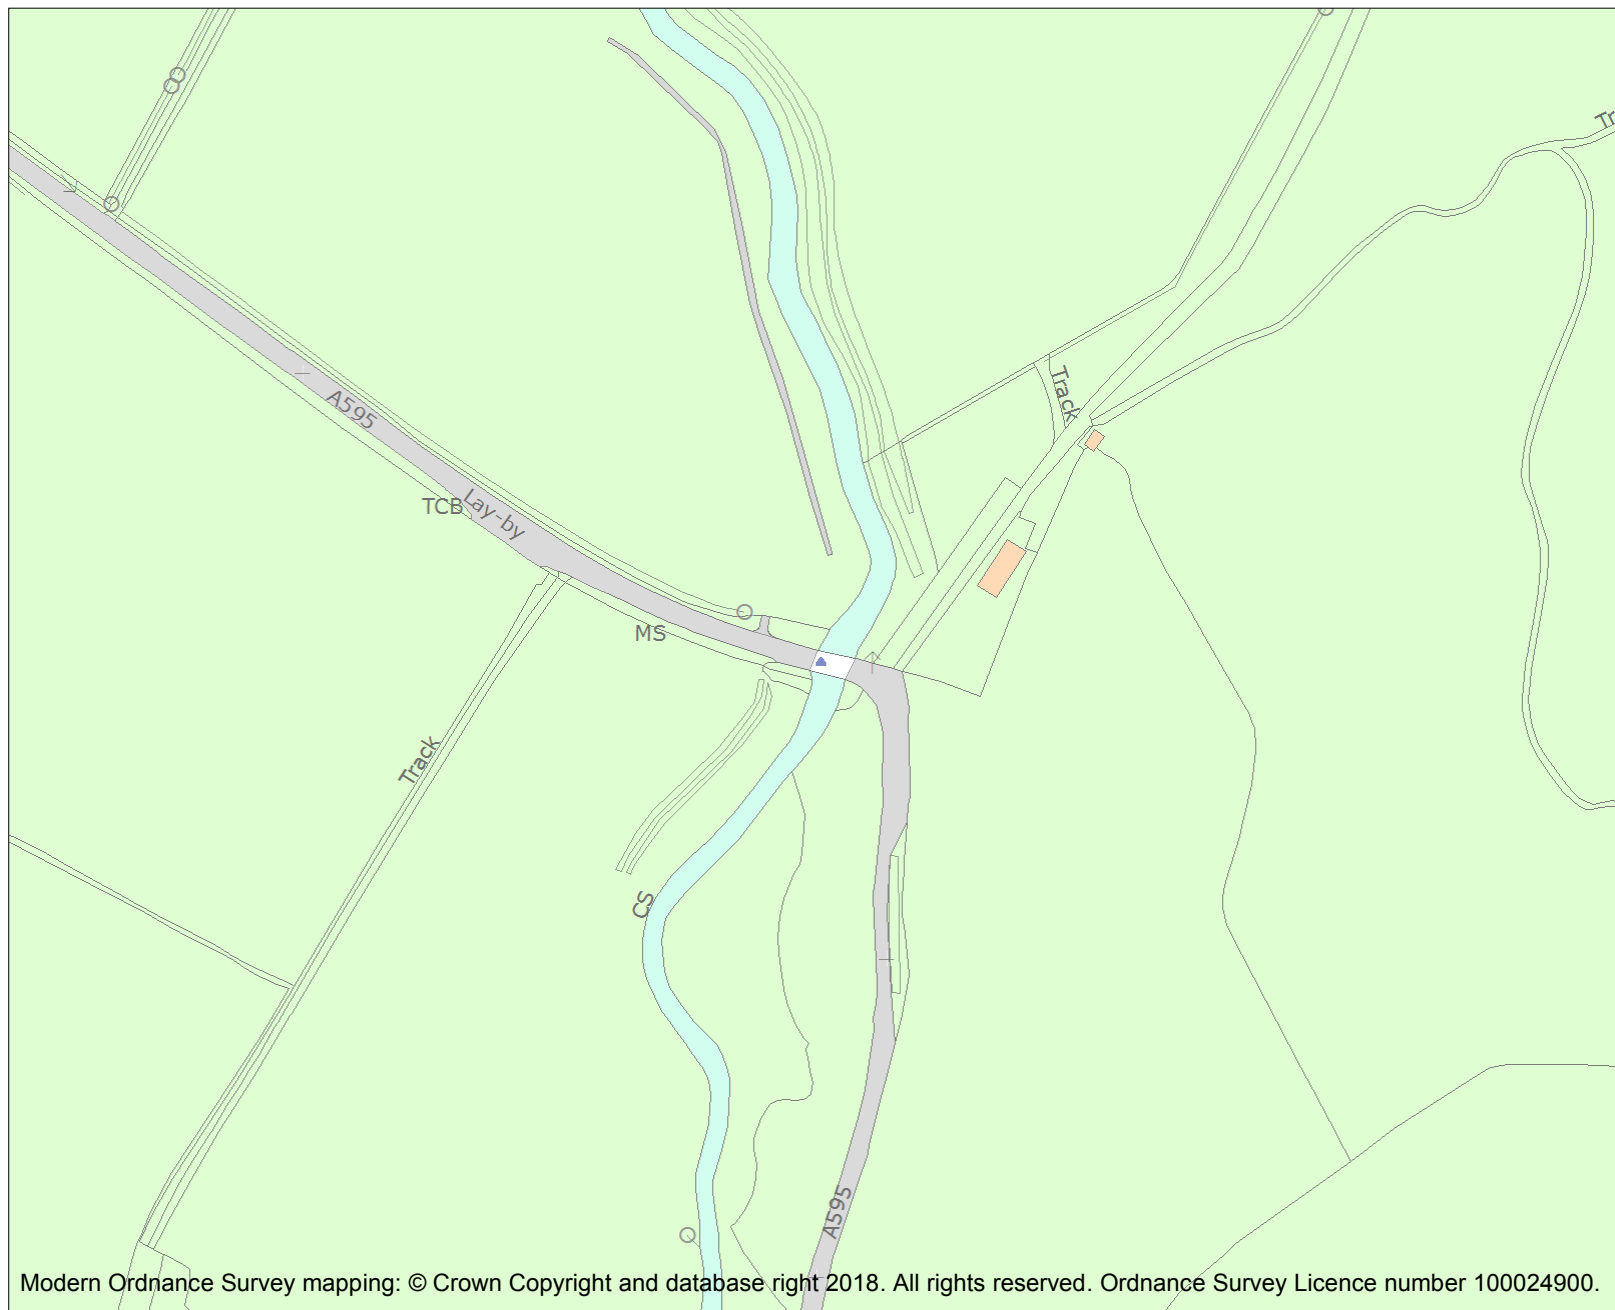 Tr
A595
Track
TCB
Lay-by
MS
Track
CS
A595
Modern Ordnance Survey mapping: © Crown Copyright and database right 2018. All rights reserved. Ordnance Survey Licence number 100024900.